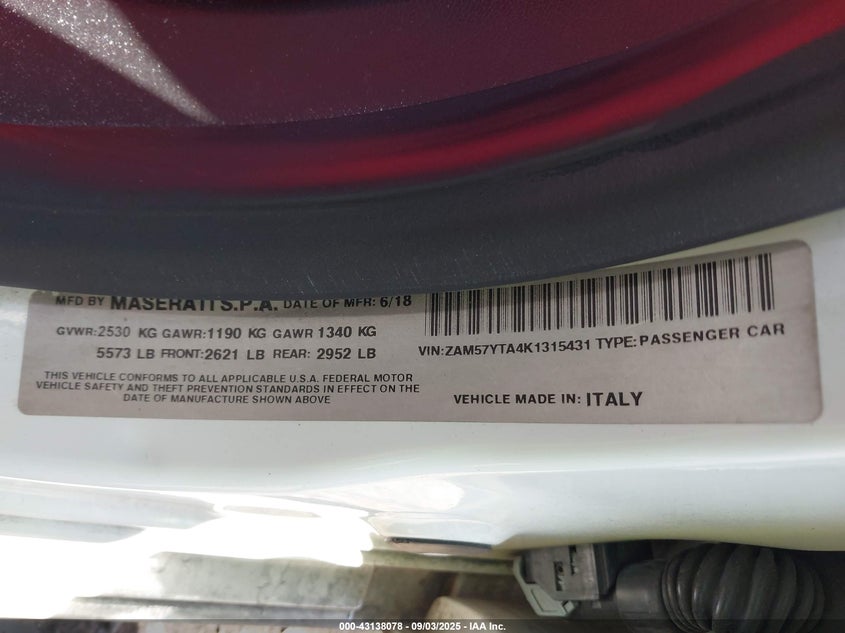 MFD BY MASERATI S.P.A. DATE OF MFR: 6/18
GVWR:2530 KG GAWR:1190 KG GAWR 1340 KG
5573 LB FRONT:2621 LB REAR: 2952 LB
THIS VEHICLE CONFORMS TO ALL APPLICABLE U.S.A. FEDERAL MOTOR
VEHICLE SAFETY AND THEFT PREVENTION STANDARDS IN EFFECT ON THE
DATE OF MANUFACTURE SHOWN ABOVE
VIN:ZAM57YTA4K1315431 TYPE:PASSENGER CAR
VEHICLE MADE IN: ITALY
000-43138078 - 09/03/2025 - IAA Inc.